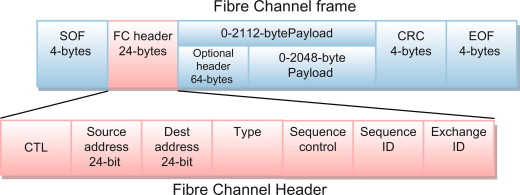 Fibre Channel frame
SOF
4-bytes
FC header
24-bytes
0-2112-bytePayload
Optional
header
64-bytes
0-2048-byte
Payload
CRC
4-bytes
EOF
4-bytes
CTL
Source
address
24-bit
Dest
address
24-bit
Type
Sequence
control
Sequence
ID
Exchange
ID
Fibre Channel Header